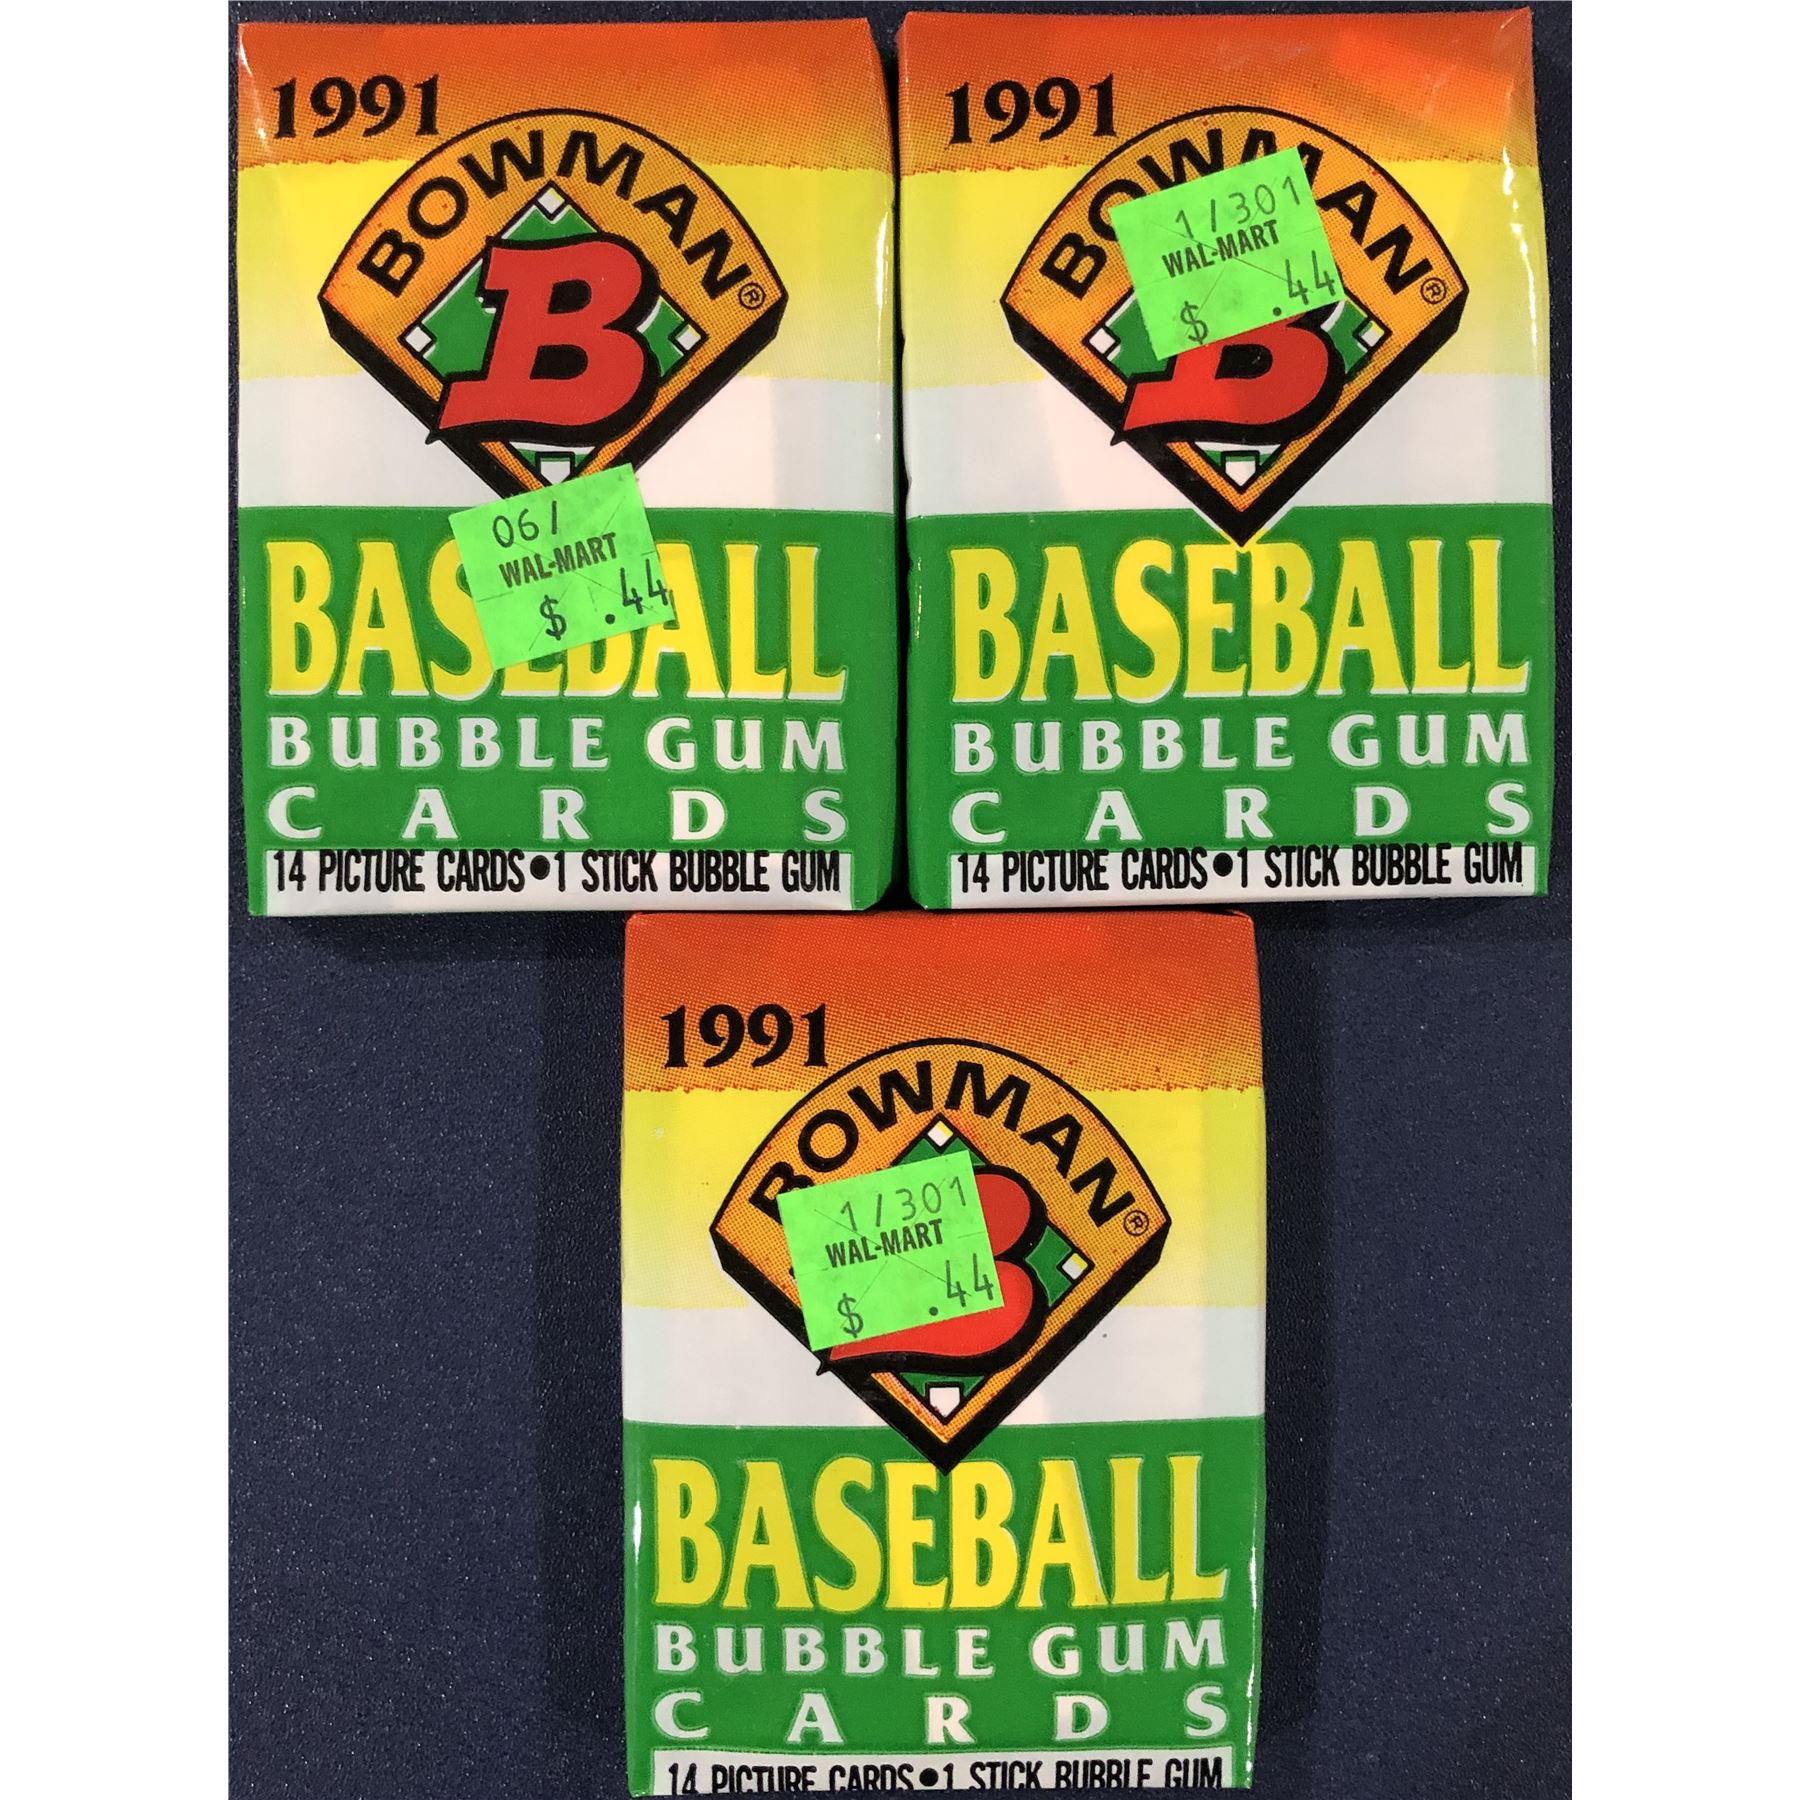 1991
BOWMAN®
B
06/
WAL-MART
$ .44
BASEBALL
BUBBLE GUM
CARDS
14 PICTURE CARDS • 1 STICK BUBBLE GUM
1991
BOWMAN®
1/301
WAL-MART
$ .44
B
BASEBALL
BUBBLE GUM
CARDS
14 PICTURE CARDS • 1 STICK BUBBLE GUM
1991
BOWMAN®
1/301
WAL-MART
$ .44
B
BASEBALL
BUBBLE GUM
CARDS
14 PICTURE CARDS • 1 STICK BUBBLE GUM